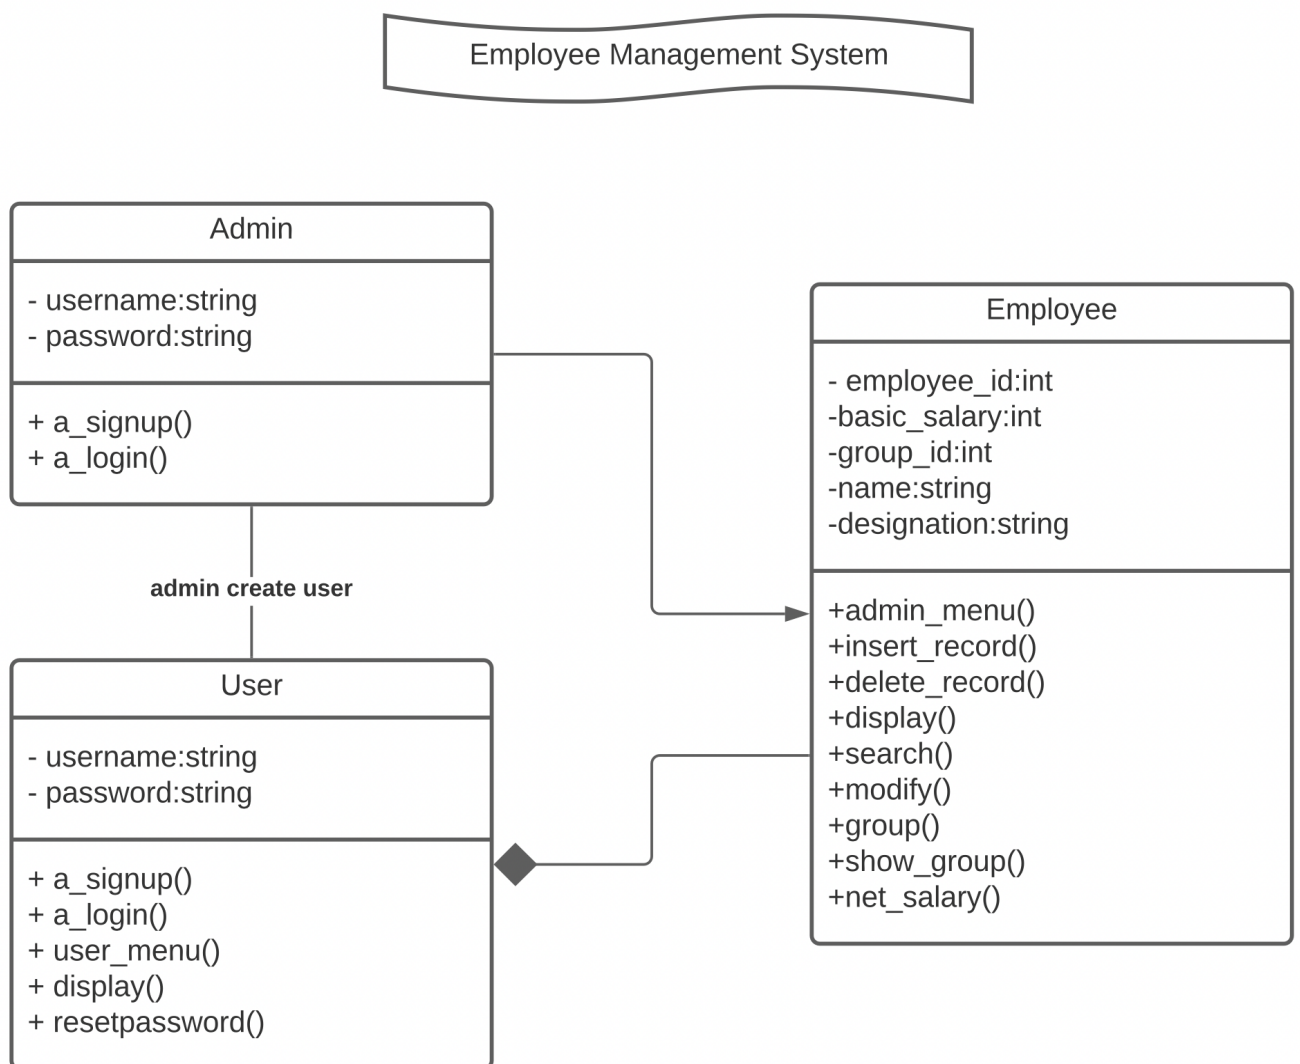 Employee Management System
Admin
- username:string
- password:string
+ a_signup()
+ a_login()
admin create user
User
- username:string
- password:string
+ a_signup()
+ a_login()
+ user_menu()
+ display()
+ resetpassword()
Employee
- employee_id:int
-basic_salary:int
-group_id:int
-name:string
-designation:string
+admin_menu()
+insert_record()
+delete_record()
+display()
+search()
+modify()
+group()
+show_group()
+net_salary()